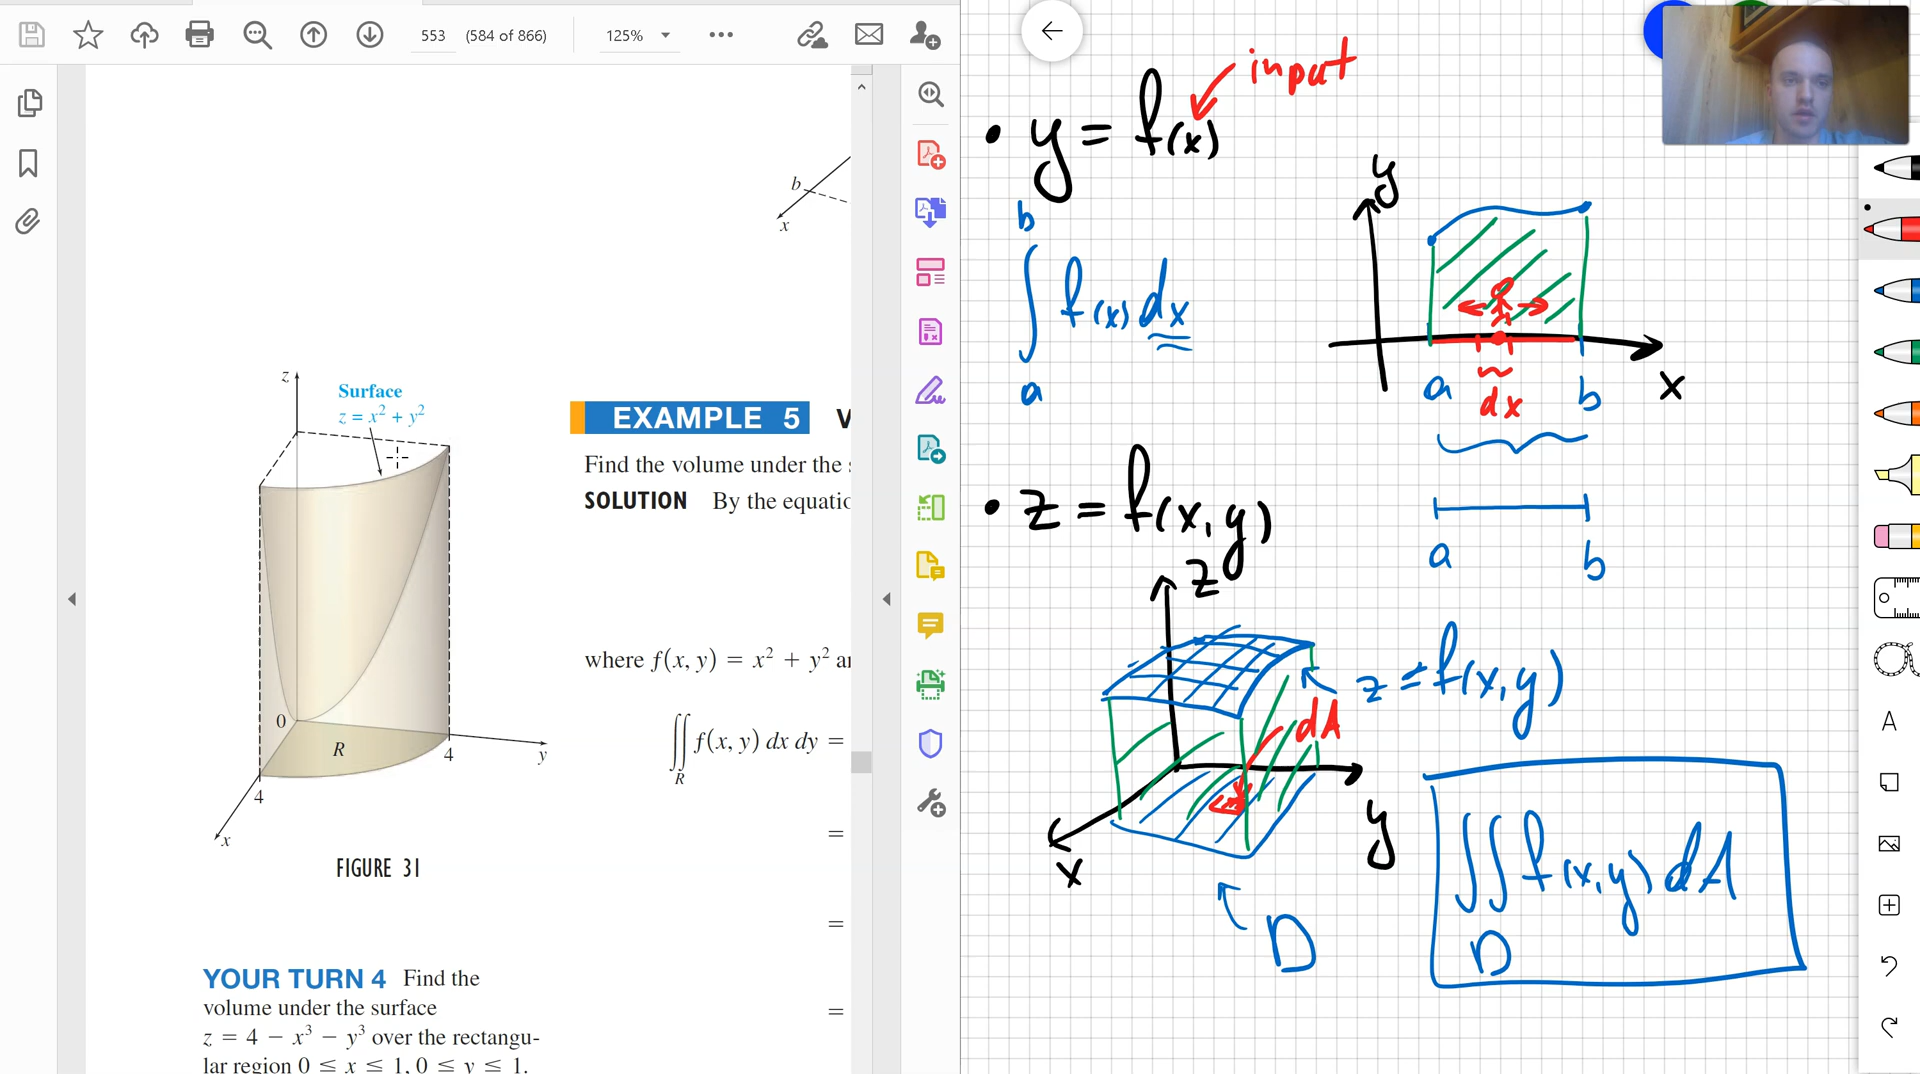 553 (584 of 866) 125%
b
x
z
Surface
z = x² + y²
0
R
4
y
4
x
FIGURE 31
EXAMPLE 5 V
Find the volume under the
SOLUTION By the equatio
where f(x, y) = x² + y² an
∬ f(x, y) dx dy =
R
=
=
=
YOUR TURN 4 Find the
volume under the surface
z = 4 − x³ − y³ over the rectangu-
lar region 0 ≤ x ≤ 1, 0 ≤ y ≤ 1.
input
• y = f(x)
b
∫ f(x) dx
a
y
a
dx
b
x
a
b
• z = f(x, y)
z
z = f(x, y)
dA
y
x
D
∬ f(x, y) dA
D
A